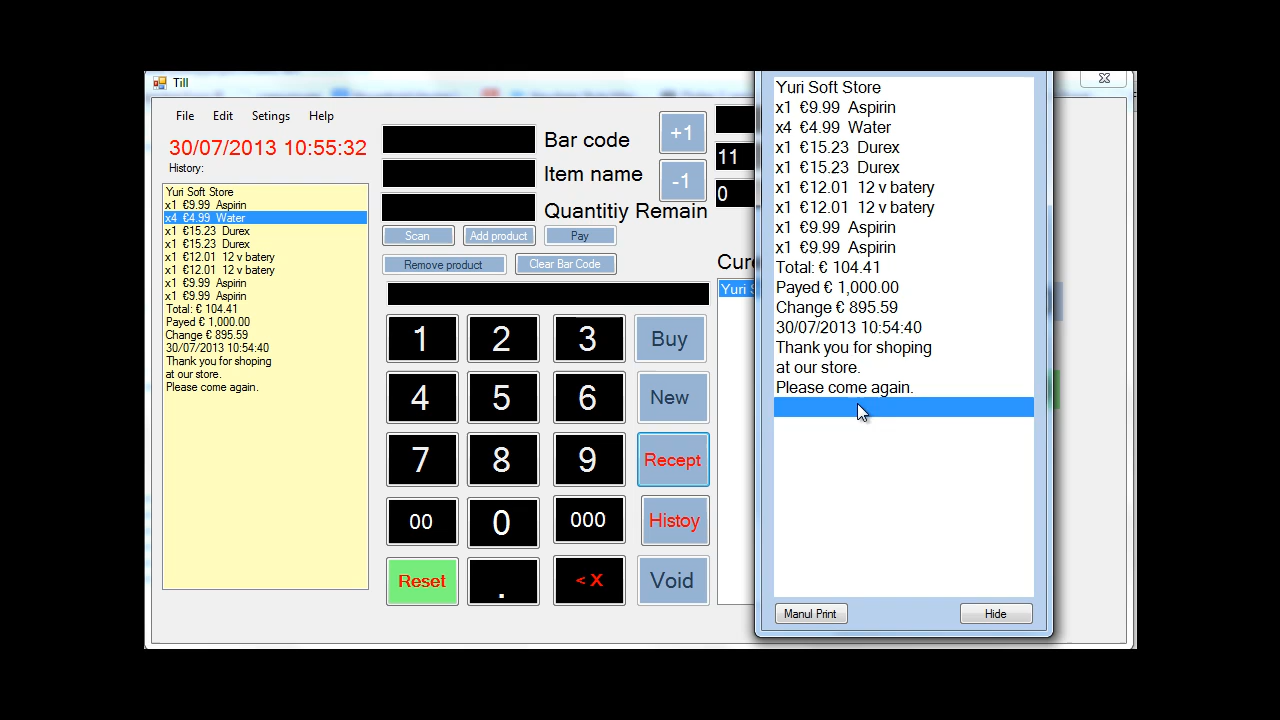 Till
File Edit Setings Help
30/07/2013 10:55:32
History:
Yuri Soft Store
x1 €9.99 Aspirin
x4 €4.99 Water
x1 €15.23 Durex
x1 €15.23 Durex
x1 €12.01 12 v batery
x1 €12.01 12 v batery
x1 €9.99 Aspirin
x1 €9.99 Aspirin
Total: € 104.41
Payed € 1,000.00
Change € 895.59
30/07/2013 10:54:40
Thank you for shoping
at our store.
Please come again.
Bar code
Item name
Quantitiy Remain
+1
-1
11
0
Scan Add product Pay
Remove product Clear Bar Code
1 2 3 Buy
4 5 6 New
7 8 9 Recept
00 0 000 Histoy
Reset . < X Void
Yuri Soft Store
x1 €9.99 Aspirin
x4 €4.99 Water
x1 €15.23 Durex
x1 €15.23 Durex
x1 €12.01 12 v batery
x1 €12.01 12 v batery
x1 €9.99 Aspirin
x1 €9.99 Aspirin
Total: € 104.41
Payed € 1,000.00
Change € 895.59
30/07/2013 10:54:40
Thank you for shoping
at our store.
Please come again.
Manul Print Hide